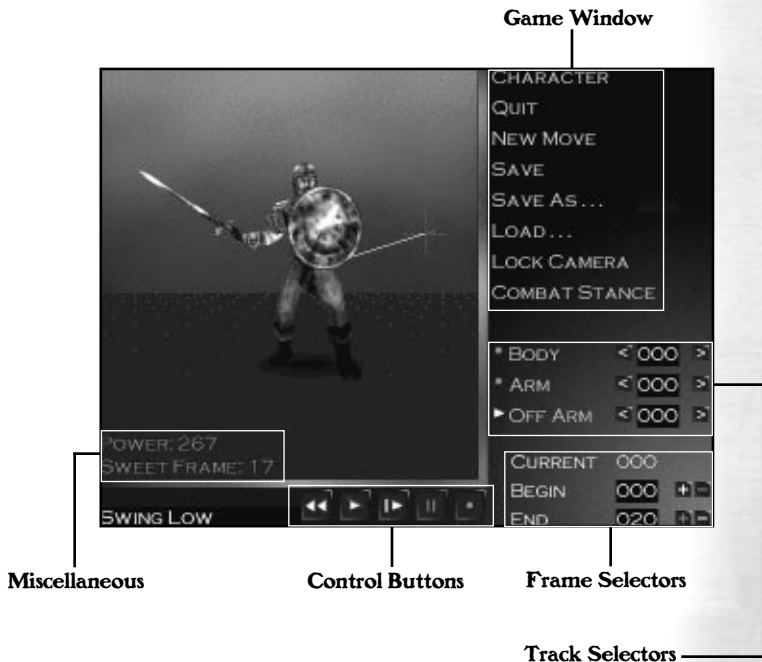 Game Window
CHARACTER
QUIT
NEW MOVE
SAVE
SAVE AS...
LOAD...
LOCK CAMERA
COMBAT STANCE
BODY < 000 >
ARM < 000 >
OFF ARM < 000 >
POWER: 267
SWEET FRAME: 17
CURRENT 000
BEGIN 000 + -
END 020 + -
SWING LOW
Miscellaneous
Control Buttons
Frame Selectors
Track Selectors